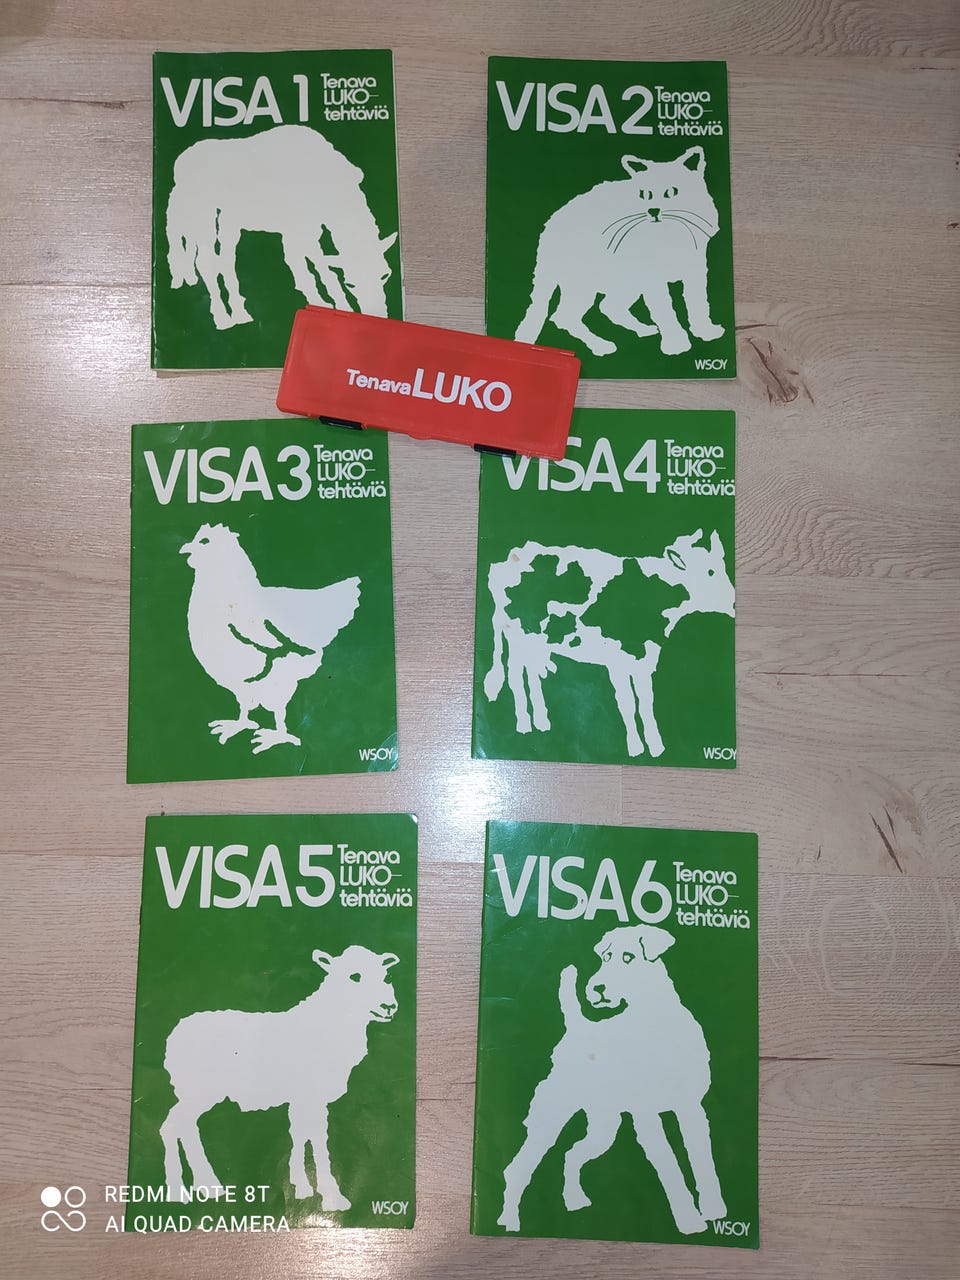 VISA 1 Tenava
LUKO-
tehtäviä
VISA 2 Tenava
LUKO-
tehtäviä
WSOY
Tenava LUKO
VISA 3 Tenava
LUKO-
tehtäviä
WSOY
VISA 4 Tenava
LUKO-
tehtäviä
WSOY
VISA 5 Tenava
LUKO-
tehtäviä
WSOY
VISA 6 Tenava
LUKO-
tehtäviä
WSOY
REDMI NOTE 8T
AI QUAD CAMERA